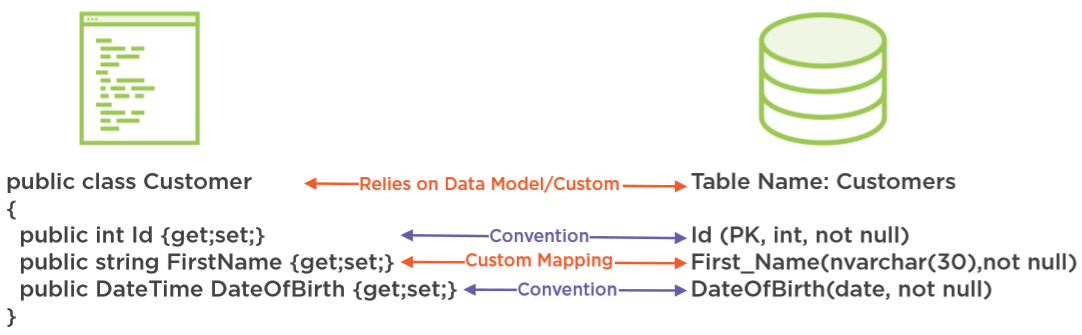 public class Customer Relies on Data Model/Custom Table Name: Customers
{
public int Id {get;set;} Convention Id (PK, int, not null)
public string FirstName {get;set;} Custom Mapping First_Name(nvarchar(30),not null)
public DateTime DateOfBirth {get;set;} Convention DateOfBirth(date, not null)
}